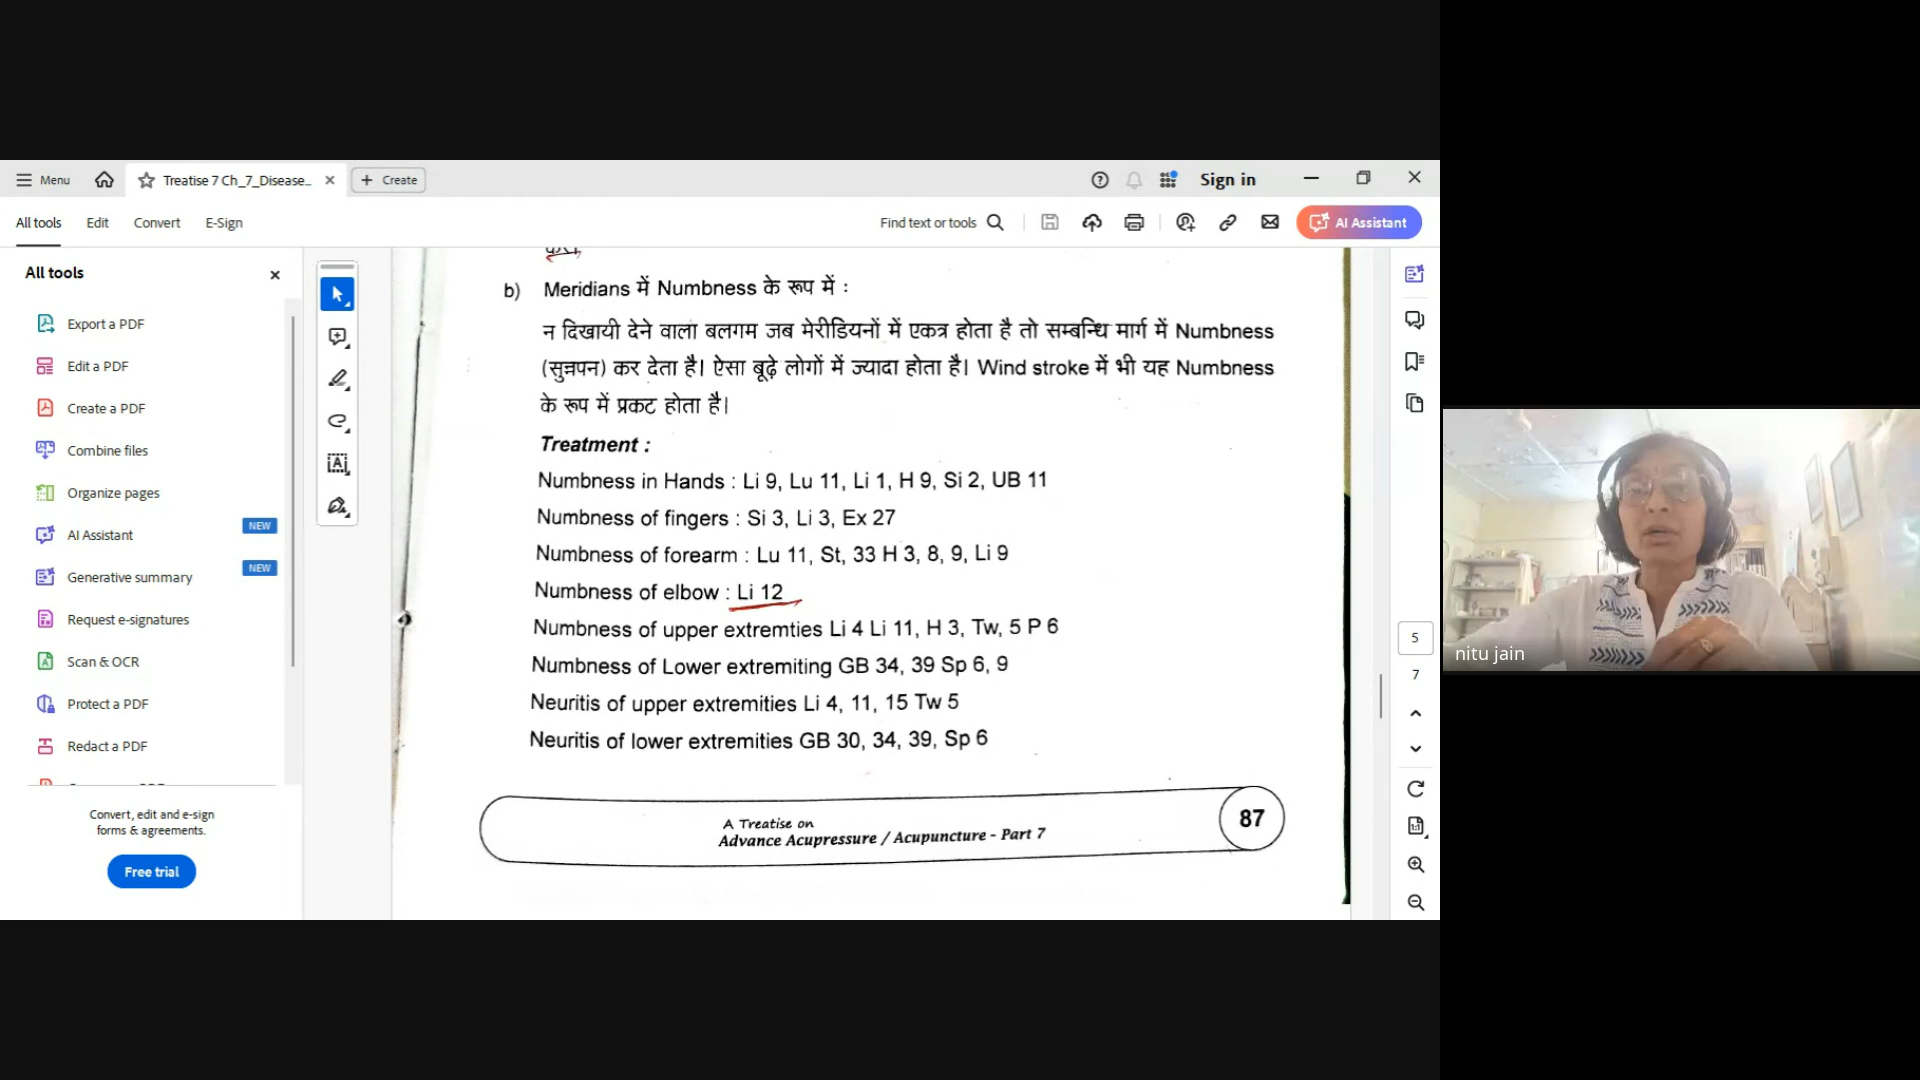 Menu
Treatise 7 Ch_7_Disease...
Create
Sign in
All tools
Edit
Convert
E-Sign
Find text or tools
AI Assistant
All tools
Export a PDF
Edit a PDF
Create a PDF
Combine files
Organize pages
AI Assistant
NEW
Generative summary
NEW
Request e-signatures
Scan & OCR
Protect a PDF
Redact a PDF
Convert, edit and e-sign
forms & agreements.
Free trial
b) Meridians में Numbness के रूप में :
न दिखायी देने वाला बलगम जब मेरीडियनों में एकत्र होता है तो सम्बन्धि मार्ग में Numbness
(सुन्नपन) कर देता है। ऐसा बूढ़े लोगों में ज्यादा होता है। Wind stroke में भी यह Numbness
के रूप में प्रकट होता है।
Treatment :
Numbness in Hands : Li 9, Lu 11, Li 1, H 9, Si 2, UB 11
Numbness of fingers : Si 3, Li 3, Ex 27
Numbness of forearm : Lu 11, St, 33 H 3, 8, 9, Li 9
Numbness of elbow : Li 12
Numbness of upper extremties Li 4 Li 11, H 3, Tw, 5 P 6
Numbness of Lower extremiting GB 34, 39 Sp 6, 9
Neuritis of upper extremities Li 4, 11, 15 Tw 5
Neuritis of lower extremities GB 30, 34, 39, Sp 6
A Treatise on
Advance Acupressure / Acupuncture - Part 7
87
5
7
nitu jain